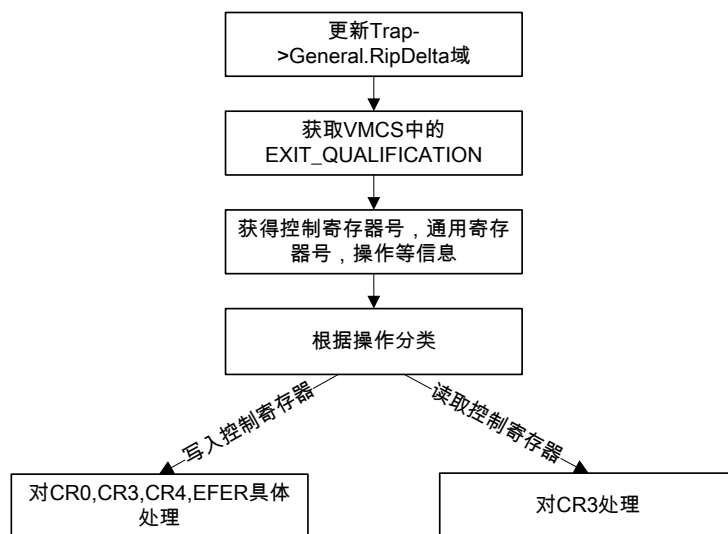 更新Trap-
>General.RipDelta域
获取VMCS中的
EXIT_QUALIFICATION
获得控制寄存器号，通用寄存
器号，操作等信息
根据操作分类
写入控制寄存器
读取控制寄存器
对CR0,CR3,CR4,EFER具体
处理
对CR3处理